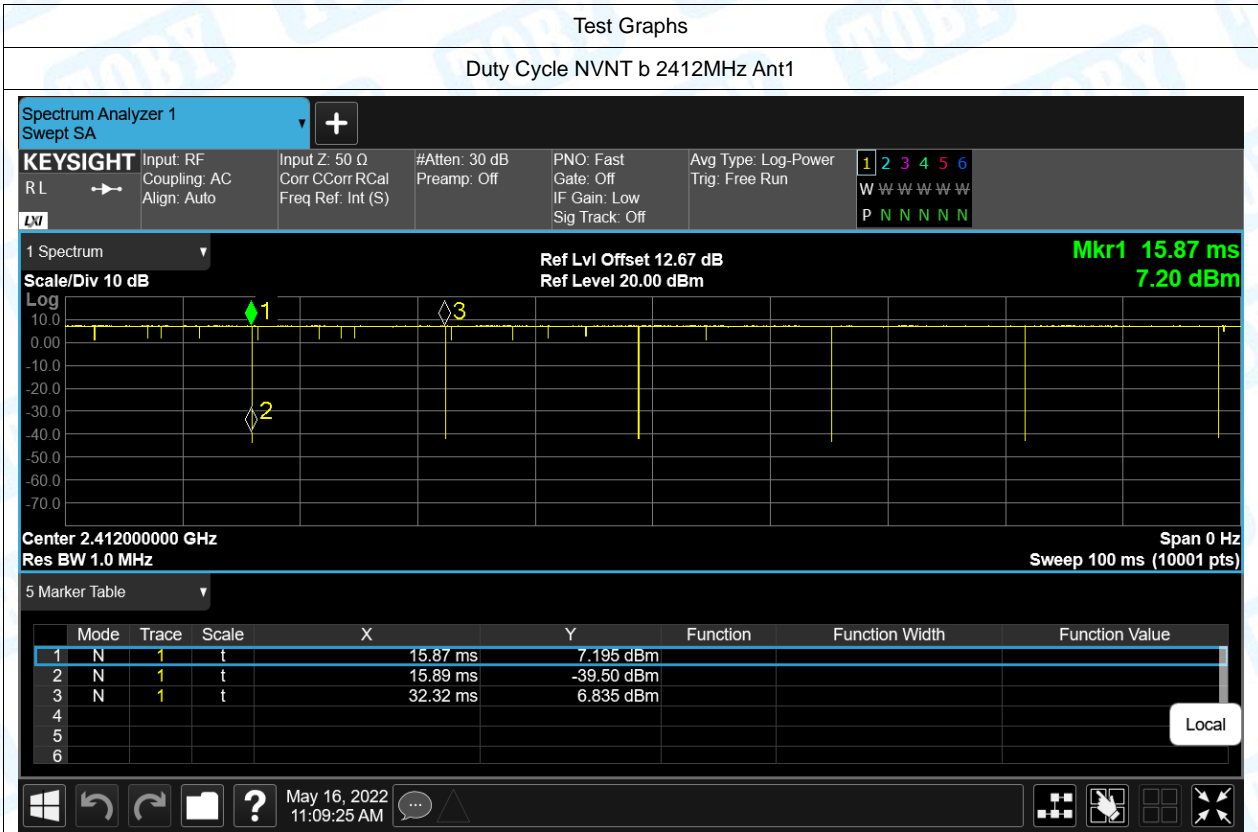 Test Graphs
Duty Cycle NVNT b 2412MHz Ant1
Spectrum Analyzer 1
Swept SA
KEYSIGHT
RL
LXI
Input: RF
Coupling: AC
Align: Auto
Input Z: 50 Ω
Corr CCorr RCal
Freq Ref: Int (S)
#Atten: 30 dB
Preamp: Off
PNO: Fast
Gate: Off
IF Gain: Low
Sig Track: Off
Avg Type: Log-Power
Trig: Free Run
1 2 3 4 5 6
W W W W W W
P N N N N N
1 Spectrum
Scale/Div 10 dB
Ref Lvl Offset 12.67 dB
Ref Level 20.00 dBm
Mkr1 15.87 ms
7.20 dBm
Log
10.0
0.00
-10.0
-20.0
-30.0
-40.0
-50.0
-60.0
-70.0
1
2
3
Center 2.412000000 GHz
Span 0 Hz
Res BW 1.0 MHz
Sweep 100 ms (10001 pts)
5 Marker Table
Mode Trace Scale X Y Function Function Width Function Value
1 N 1 t 15.87 ms 7.195 dBm
2 N 1 t 15.89 ms -39.50 dBm
3 N 1 t 32.32 ms 6.835 dBm
4
5
6
Local
?
May 16, 2022
11:09:25 AM
TOBY